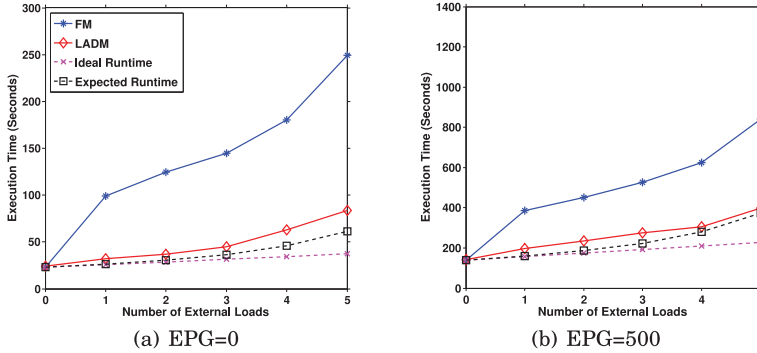 300
250
200
150
100
50
0
0 1 2 3 4 5
Execution Time (Seconds)
Number of External Loads
FM
LADM
Ideal Runtime
Expected Runtime
(a) EPG=0
1400
1200
1000
800
600
400
200
0
0 1 2 3 4
Execution Time (Seconds)
Number of External Loads
(b) EPG=500